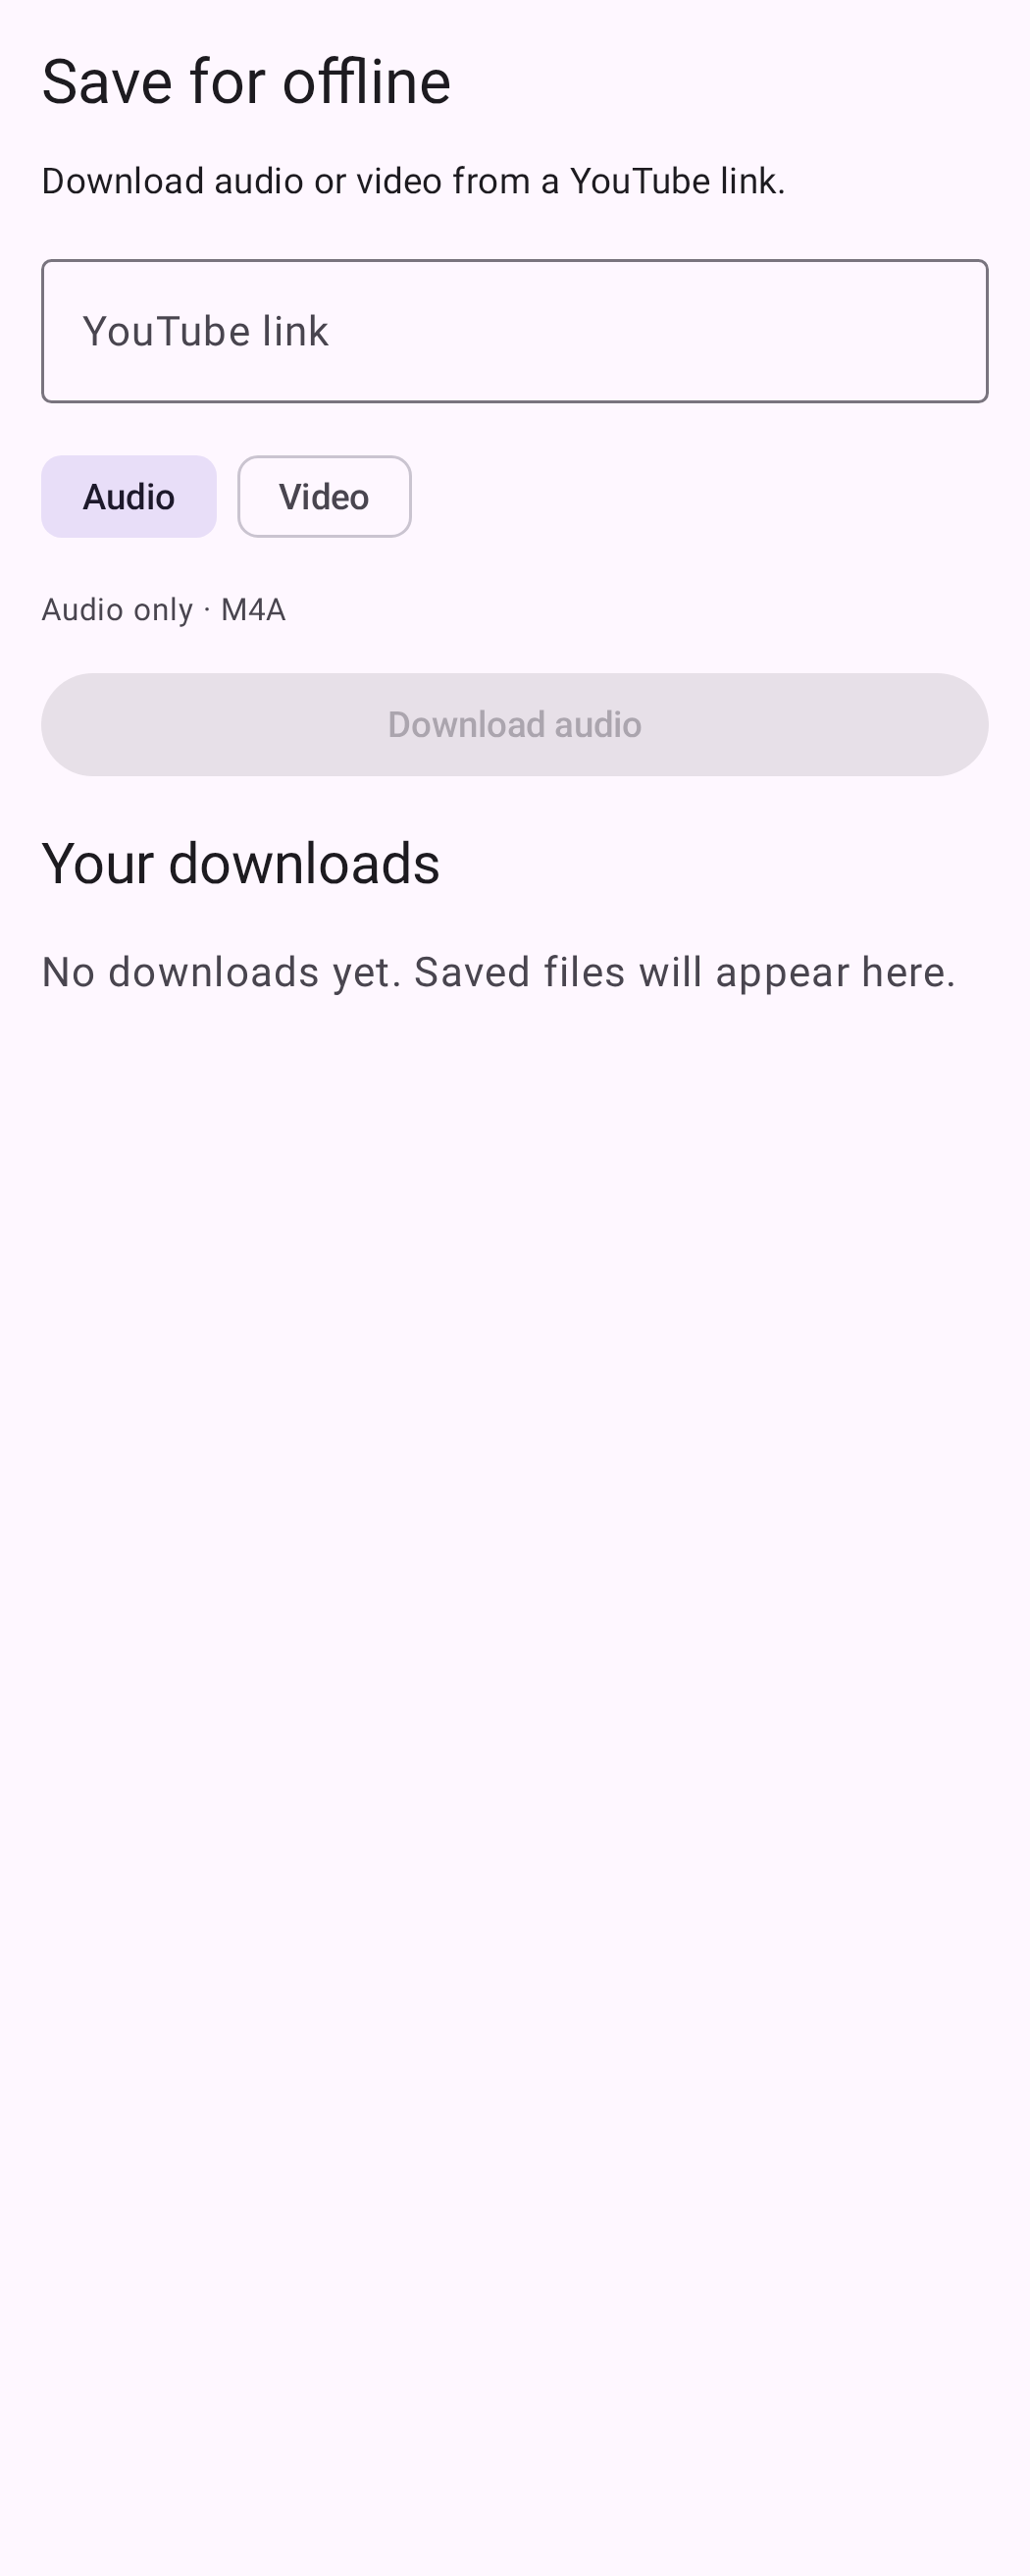 Save for offline
Download audio or video from a YouTube link.
YouTube link
Audio
Video
Audio only · M4A
Download audio
Your downloads
No downloads yet. Saved files will appear here.